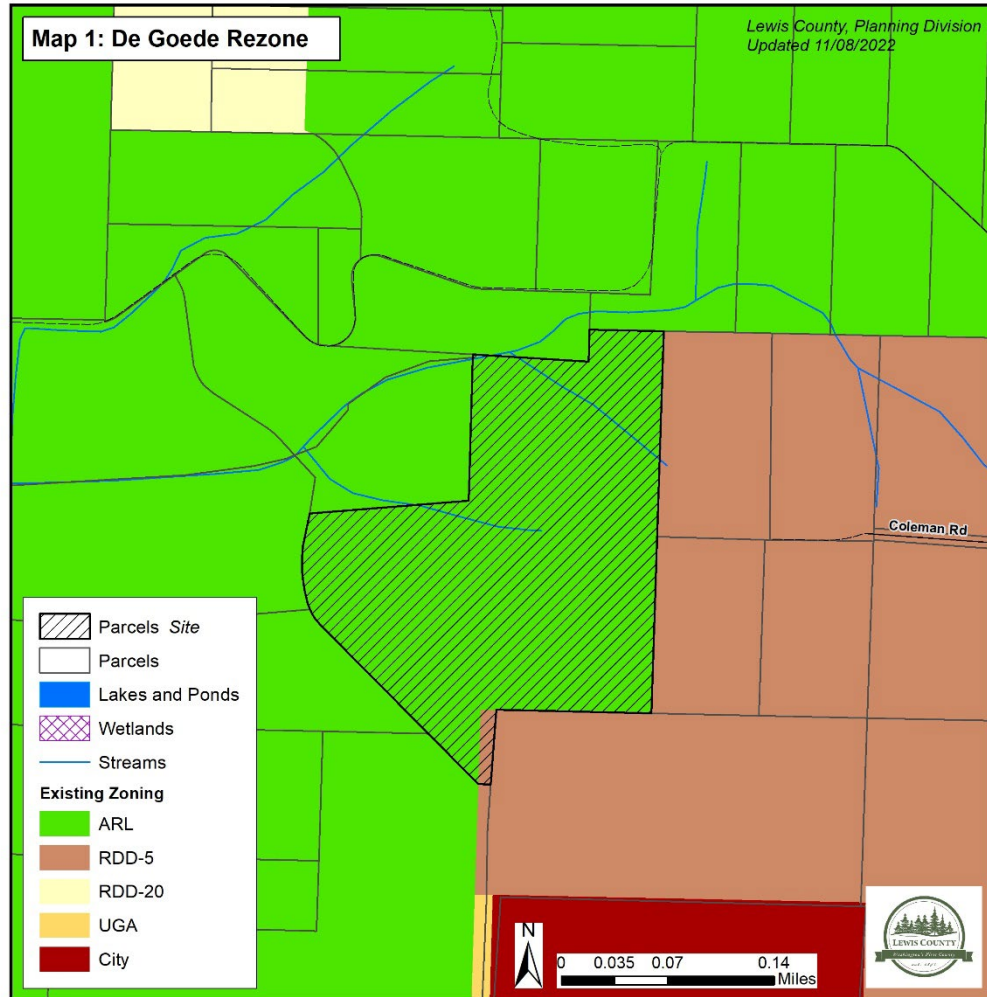 Map 1: De Goede Rezone
Lewis County, Planning Division
Updated 11/08/2022
Coleman Rd
Parcels Site
Parcels
Lakes and Ponds
Wetlands
Streams
Existing Zoning
ARL
RDD-5
RDD-20
UGA
City
N
0 0.035 0.07 0.14
Miles
LEWIS COUNTY